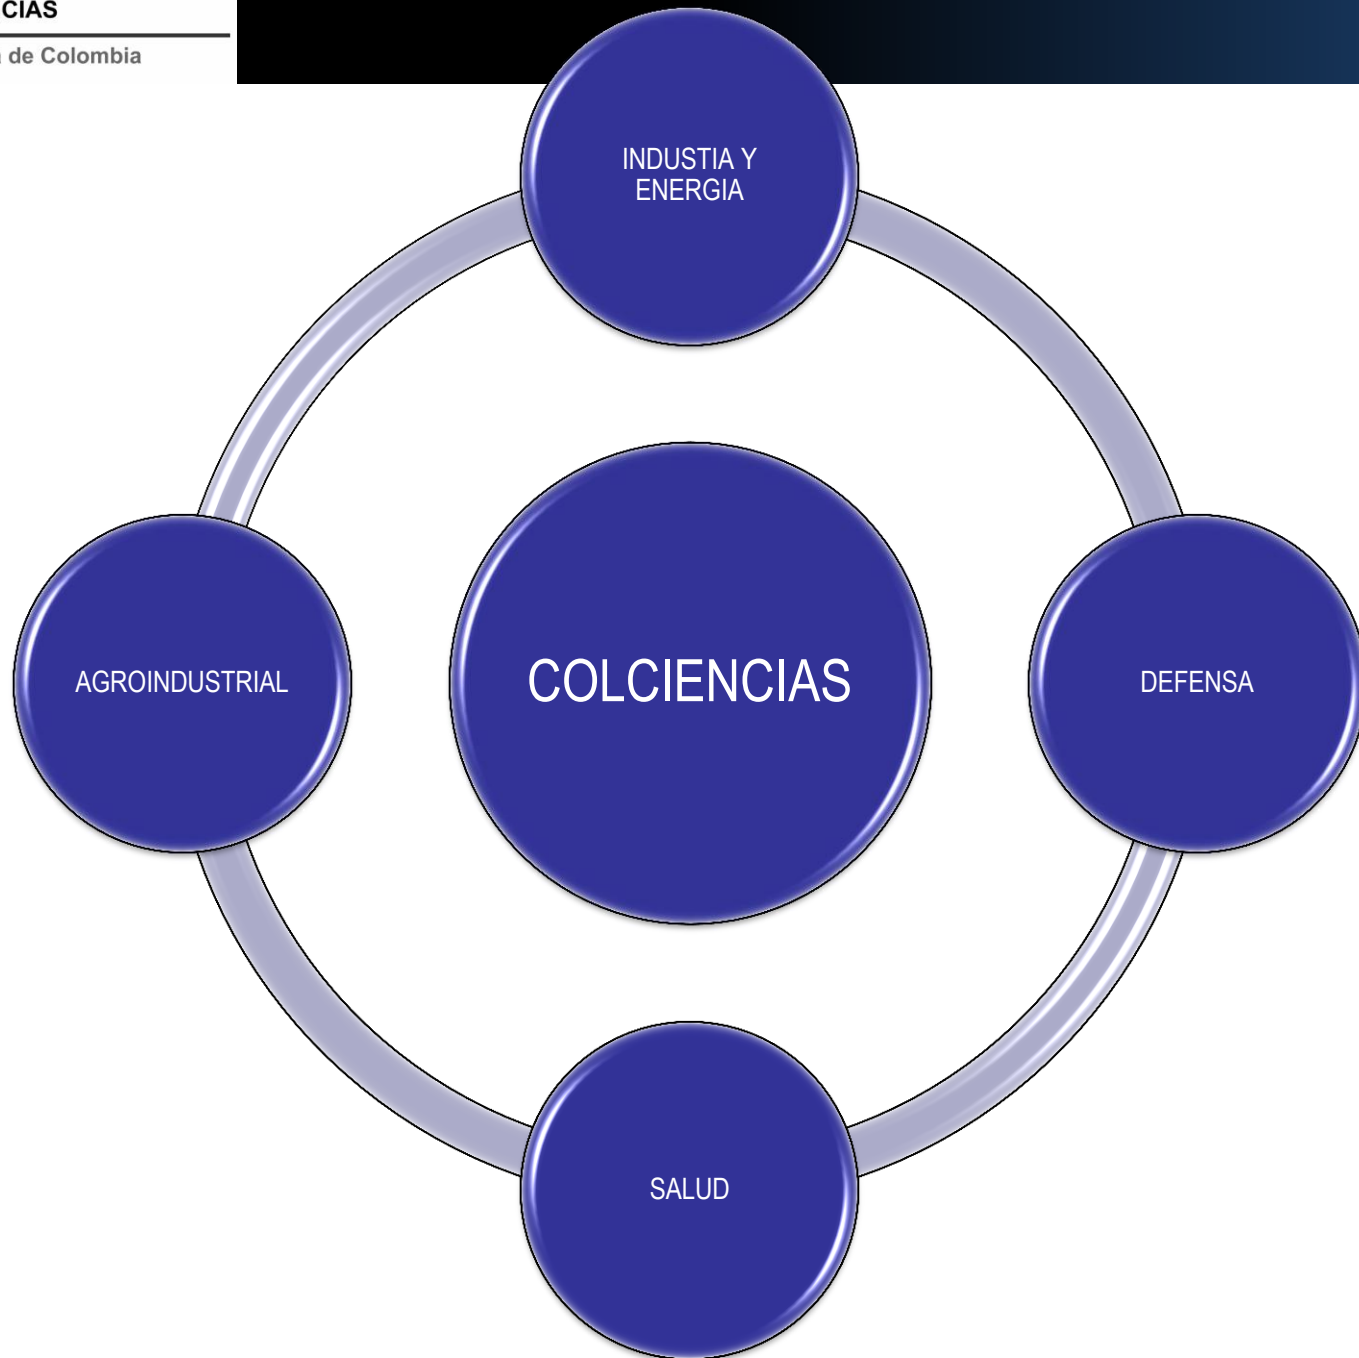 CIAS
de Colombia
INDUSTIA Y
ENERGIA
AGROINDUSTRIAL
COLCIENCIAS
DEFENSA
SALUD